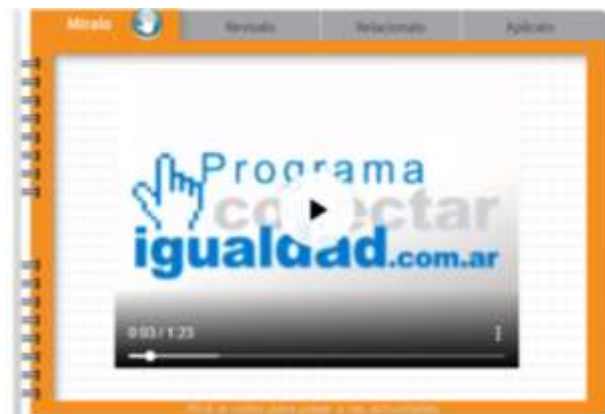 Miralo Revisalo Relacionalo Aplicalo
Programa
conectar
igualdad.com.ar
0:03 / 1:23